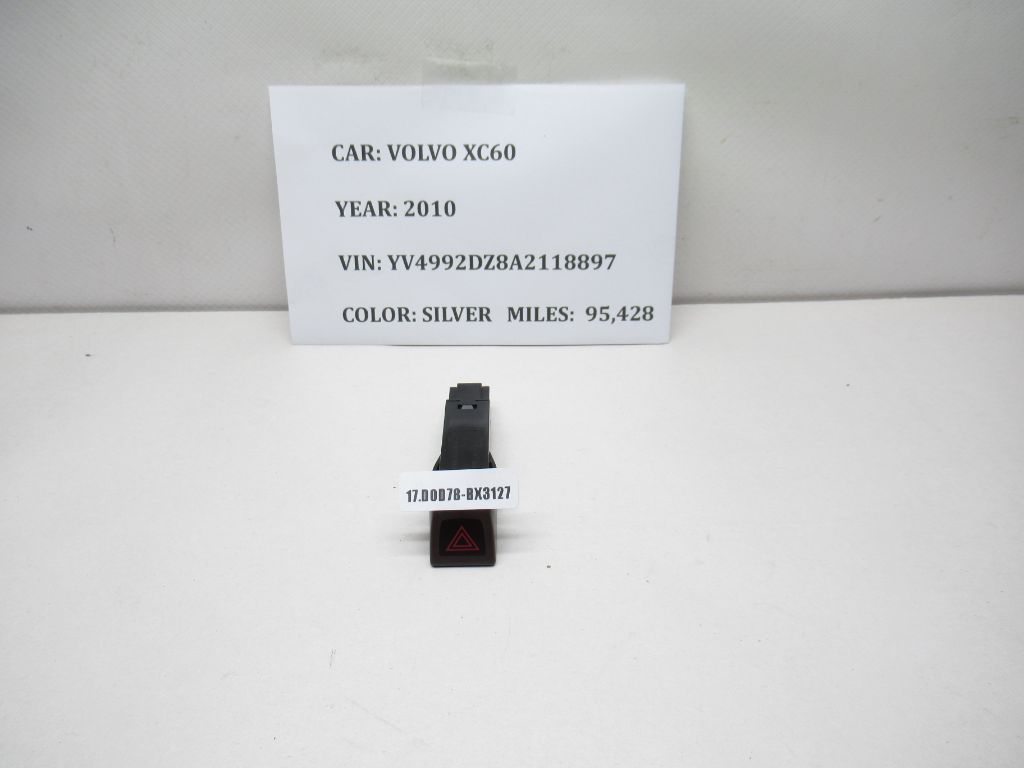 CAR: VOLVO XC60
YEAR: 2010
VIN: YV4992DZ8A2118897
COLOR: SILVER MILES: 95,428
17.D0D78-BX3127